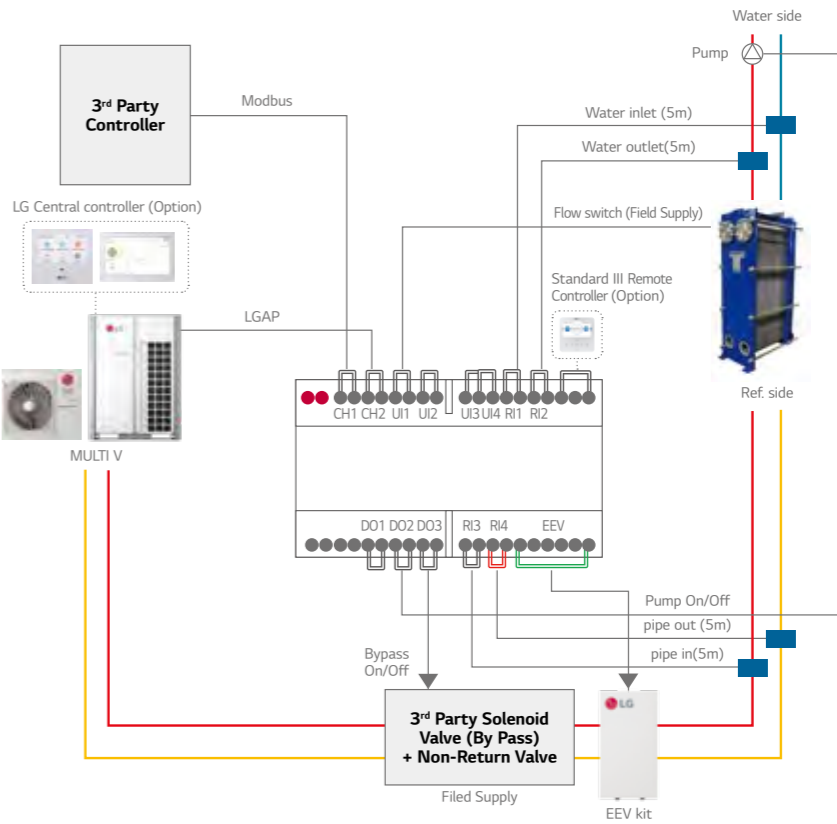 Water side
Pump
3rd Party
Controller
Modbus
Water inlet (5m)
Water outlet(5m)
LG Central controller (Option)
Flow switch (Field Supply)
Standard III Remote
Controller (Option)
LGAP
LG
CH1 CH2 UI1 UI2 UI3 UI4 RI1 RI2
Ref. side
MULTI V
DO1 DO2 DO3 RI3 RI4 EEV
Pump On/Off
pipe out (5m)
Bypass
On/Off
pipe in(5m)
3rd Party Solenoid
Valve (By Pass)
+ Non-Return Valve
LG
Filed Supply
EEV kit